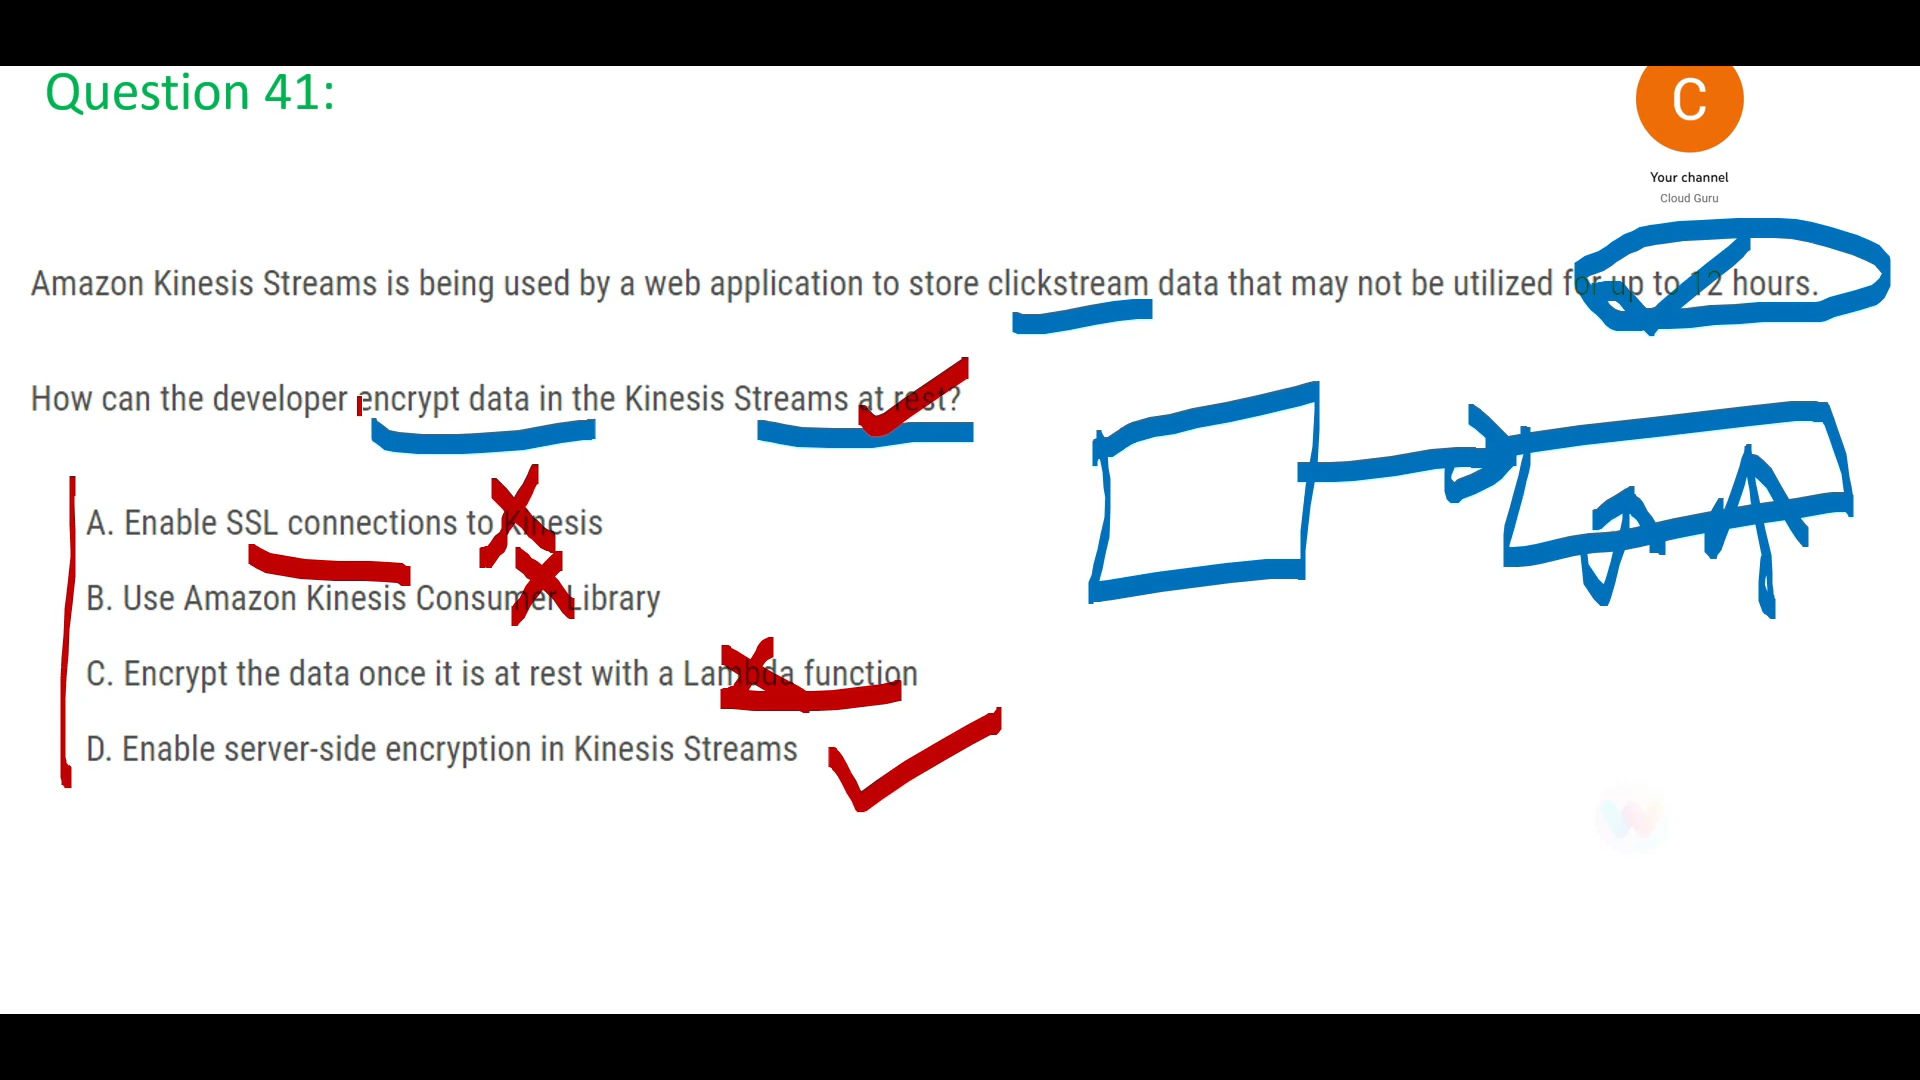 Question 41:
C
Your channel
Cloud Guru
Amazon Kinesis Streams is being used by a web application to store clickstream data that may not be utilized for up to 12 hours.
How can the developer encrypt data in the Kinesis Streams at rest?
A. Enable SSL connections to Kinesis
B. Use Amazon Kinesis Consumer Library
C. Encrypt the data once it is at rest with a Lambda function
D. Enable server-side encryption in Kinesis Streams